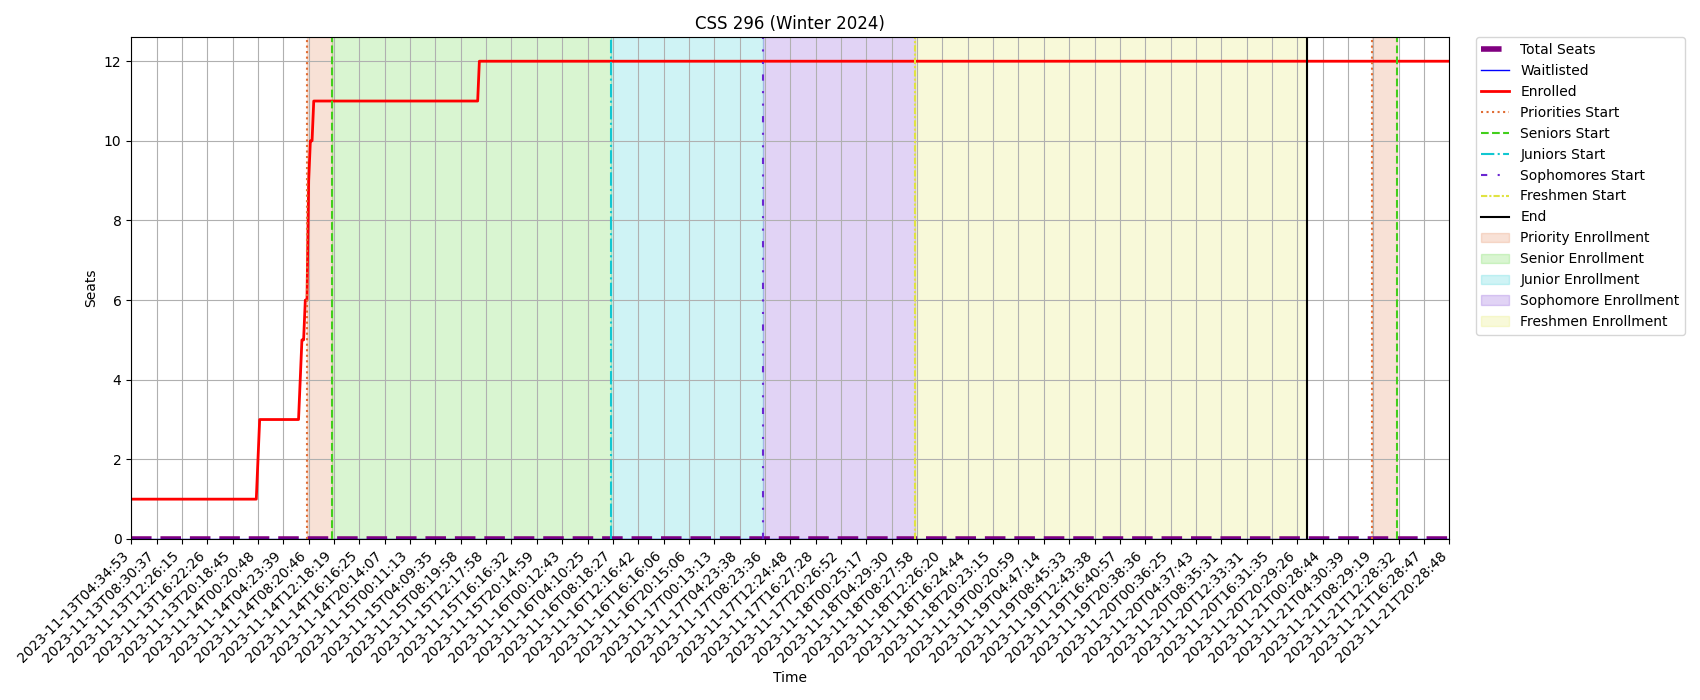 CSS 296 (Winter 2024)
Seats
12
10
8
6
4
2
0
2023-11-13T04:34:53
2023-11-13T08:30:37
2023-11-13T12:26:15
2023-11-13T16:22:26
2023-11-13T20:18:45
2023-11-14T00:20:48
2023-11-14T04:23:39
2023-11-14T08:20:46
2023-11-14T12:18:19
2023-11-14T16:16:25
2023-11-14T20:14:07
2023-11-15T00:11:13
2023-11-15T04:09:35
2023-11-15T08:19:58
2023-11-15T12:17:58
2023-11-15T16:16:32
2023-11-15T20:14:59
2023-11-16T00:12:43
2023-11-16T04:10:25
2023-11-16T08:18:27
2023-11-16T12:16:42
2023-11-16T16:16:06
2023-11-16T20:15:06
2023-11-17T00:13:13
2023-11-17T04:23:38
2023-11-17T08:23:36
2023-11-17T12:24:48
2023-11-17T16:27:28
2023-11-17T20:26:52
2023-11-18T00:25:17
2023-11-18T04:29:30
2023-11-18T08:27:58
2023-11-18T12:26:20
2023-11-18T16:24:44
2023-11-18T20:23:15
2023-11-19T00:20:59
2023-11-19T04:47:14
2023-11-19T08:45:33
2023-11-19T12:43:38
2023-11-19T16:40:57
2023-11-19T20:38:36
2023-11-20T00:36:25
2023-11-20T04:37:43
2023-11-20T08:35:31
2023-11-20T12:33:31
2023-11-20T16:31:35
2023-11-20T20:29:26
2023-11-21T00:28:44
2023-11-21T04:30:39
2023-11-21T08:29:19
2023-11-21T12:28:32
2023-11-21T16:28:47
2023-11-21T20:28:48
Time
Total Seats
Waitlisted
Enrolled
Priorities Start
Seniors Start
Juniors Start
Sophomores Start
Freshmen Start
End
Priority Enrollment
Senior Enrollment
Junior Enrollment
Sophomore Enrollment
Freshmen Enrollment